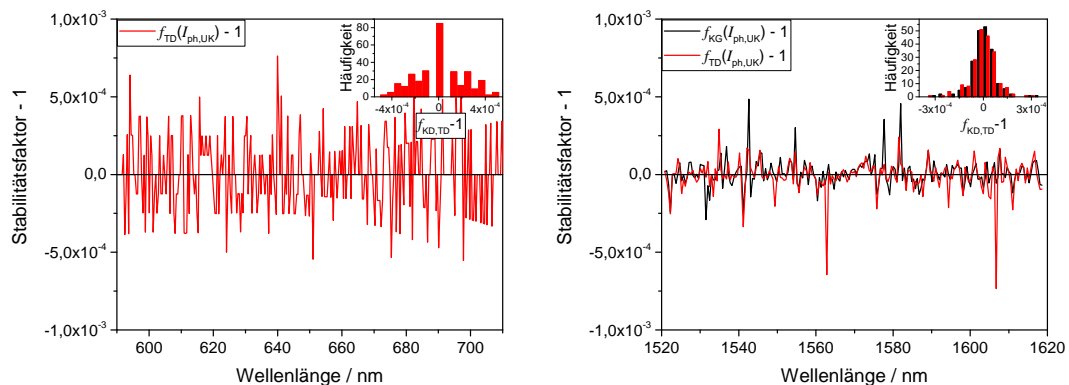 f_TD(I_ph,UK) - 1
Häufigkeit
80
60
40
20
0
-4x10⁻⁴ 0 4x10⁻⁴
f_KD,TD-1
Stabilitätsfaktor - 1
1,0x10⁻³
5,0x10⁻⁴
0,0
-5,0x10⁻⁴
-1,0x10⁻³
600 620 640 660 680 700
Wellenlänge / nm
f_KG(I_ph,UK) - 1
f_TD(I_ph,UK) - 1
Häufigkeit
50
40
30
20
10
0
-3x10⁻⁴ 0 3x10⁻⁴
f_KD,TD-1
Stabilitätsfaktor - 1
1,0x10⁻³
5,0x10⁻⁴
0,0
-5,0x10⁻⁴
-1,0x10⁻³
1520 1540 1560 1580 1600 1620
Wellenlänge / nm